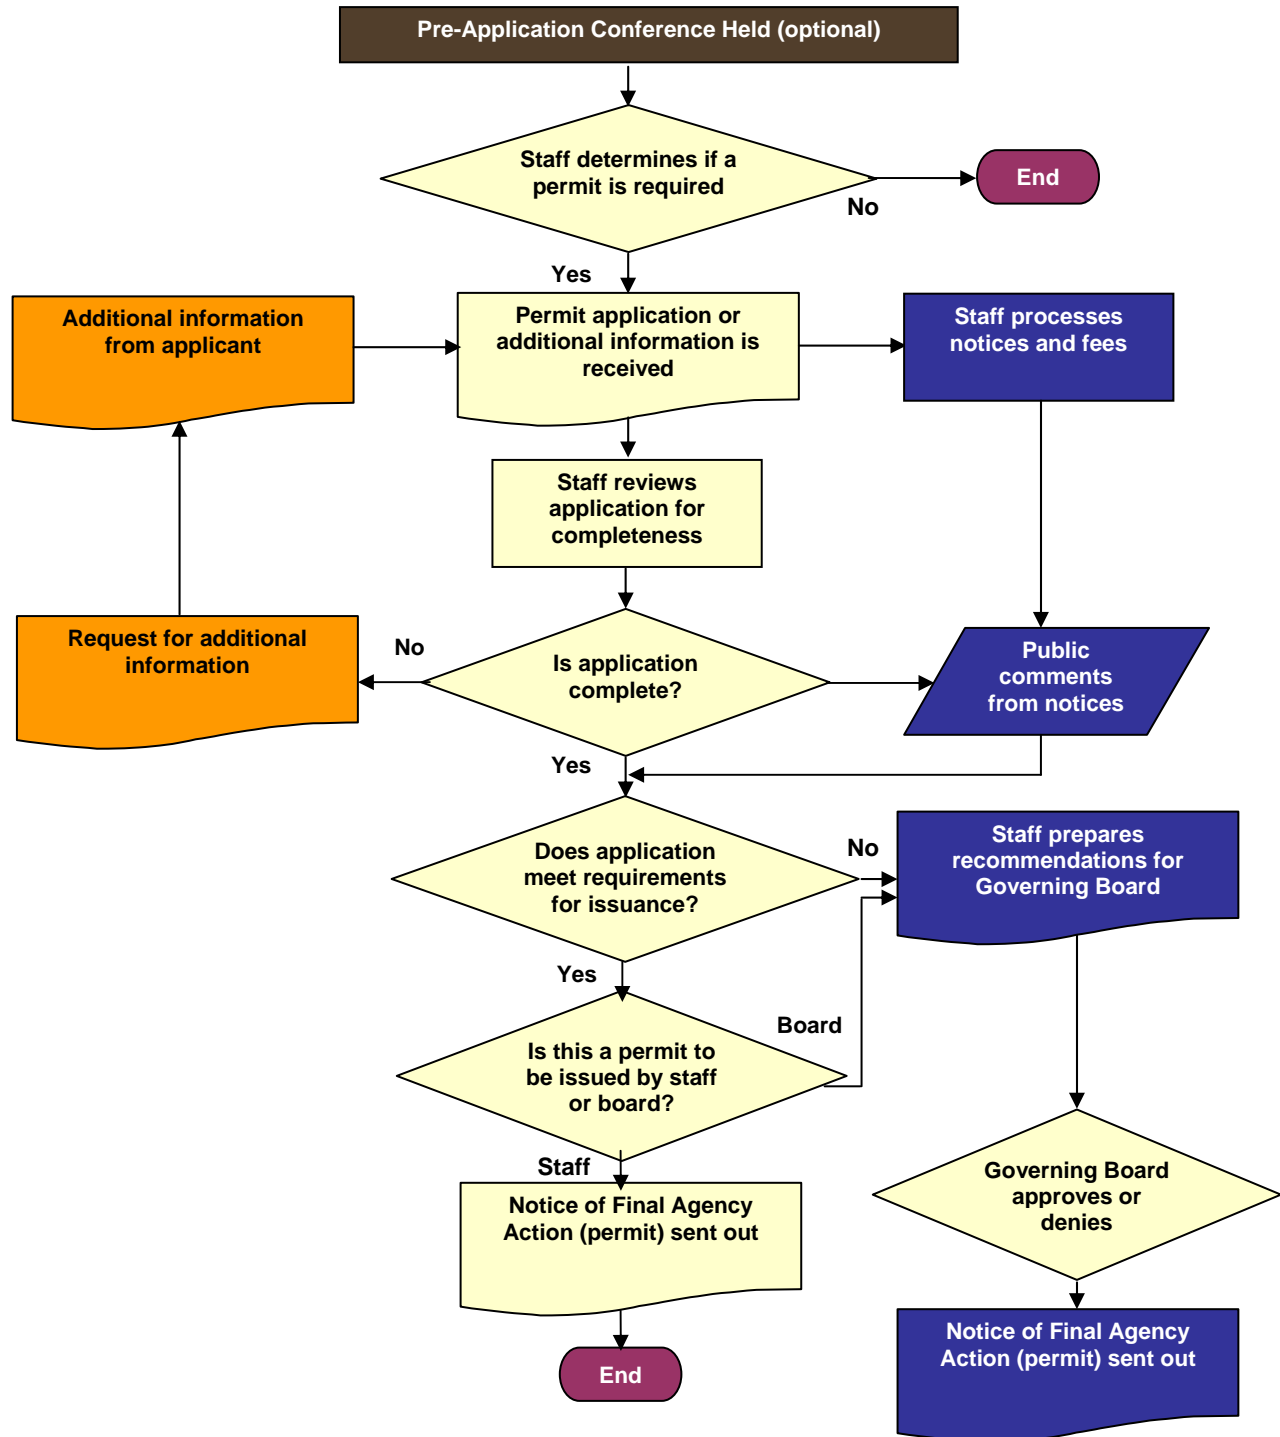 Pre-Application Conference Held (optional)
Staff determines if a
permit is required
End
No
Yes
Additional information
from applicant
Permit application or
additional information is
received
Staff processes
notices and fees
Staff reviews
application for
completeness
Request for additional
information
No
Is application
complete?
Public
comments
from notices
Yes
Does application
meet requirements
for issuance?
No
Staff prepares
recommendations for
Governing Board
Yes
Board
Is this a permit to
be issued by staff
or board?
Staff
Governing Board
approves or
denies
Notice of Final Agency
Action (permit) sent out
Notice of Final Agency
Action (permit) sent out
End